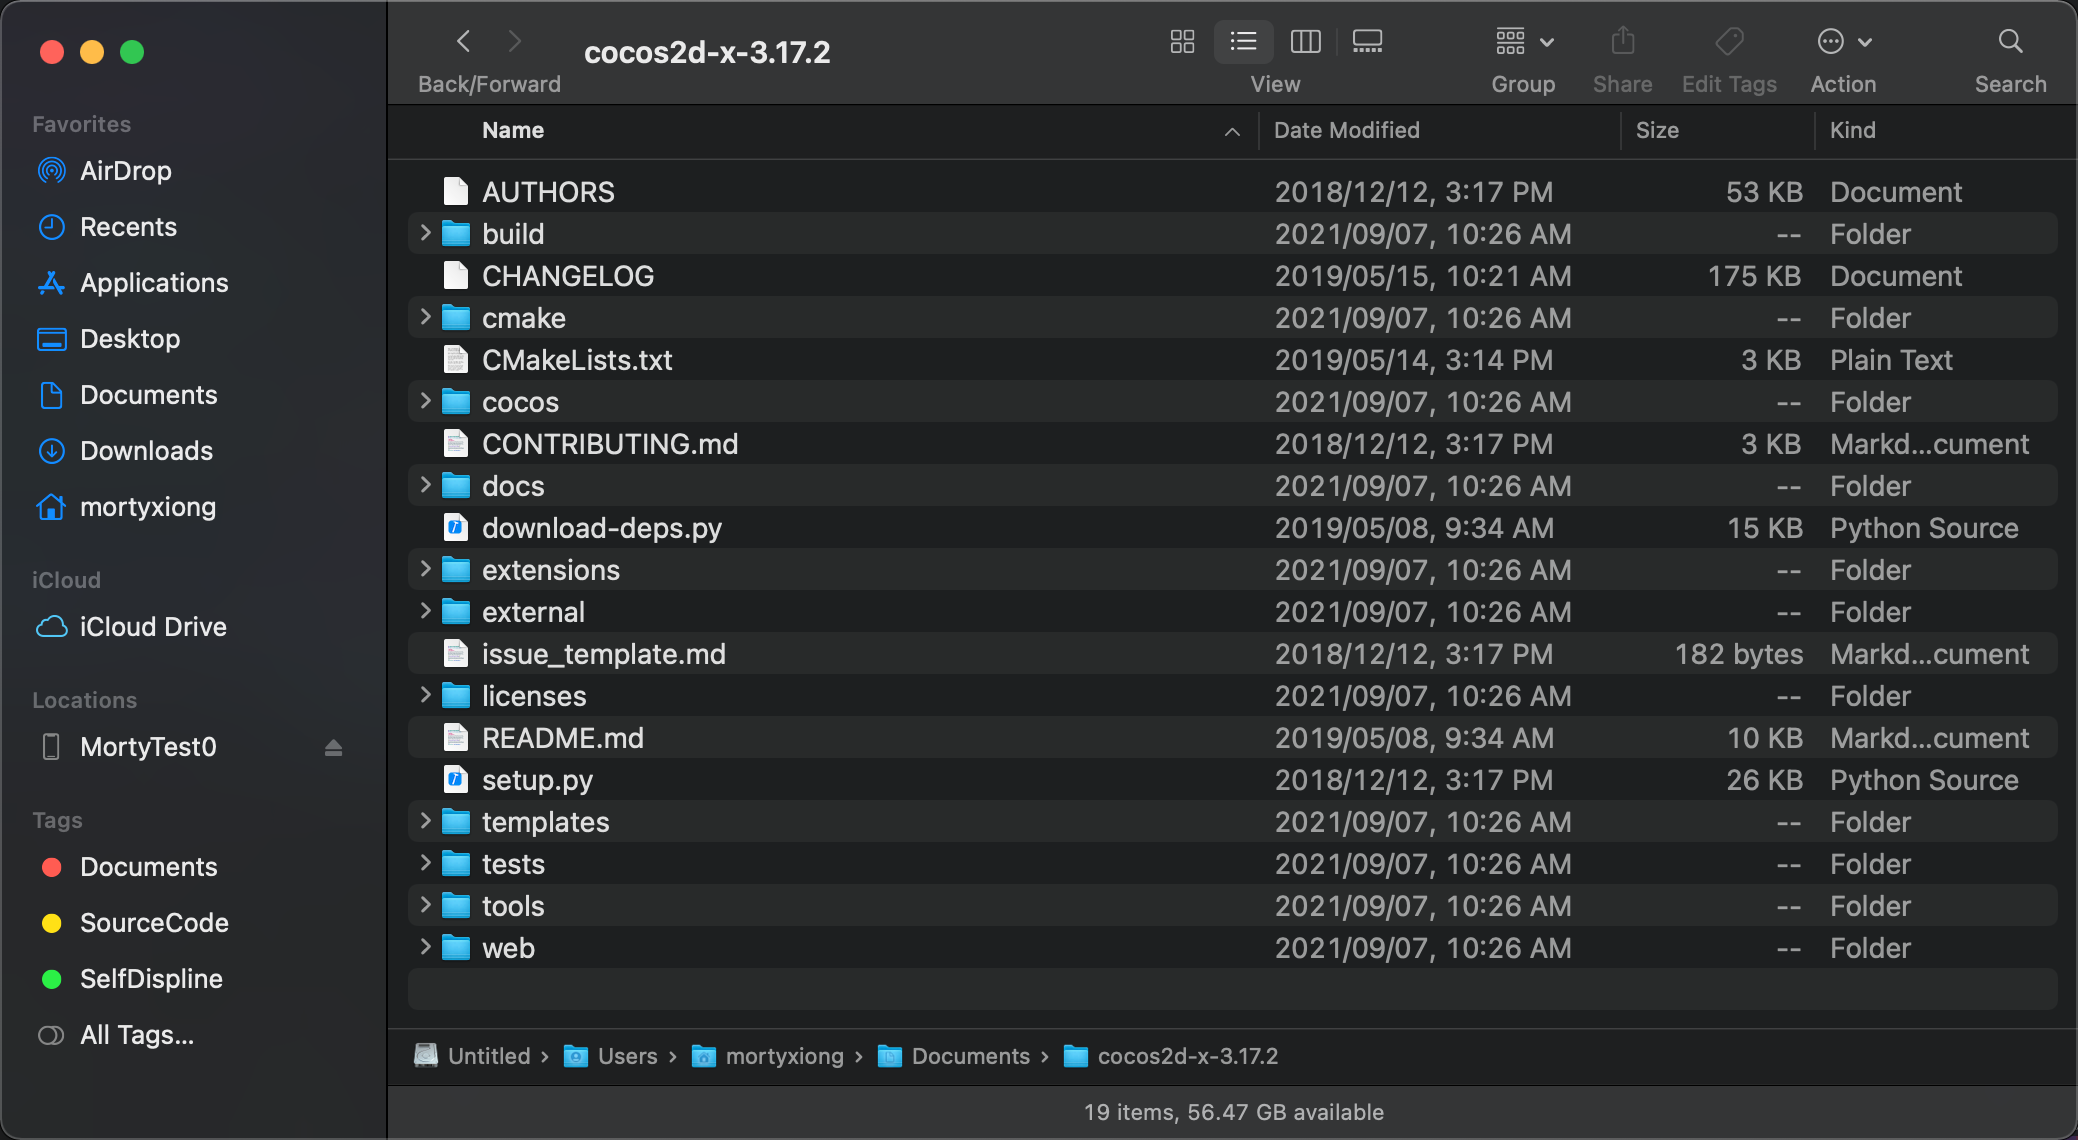 cocos2d-x-3.17.2
Back/Forward
View
Group
Share
Edit Tags
Action
Search
Favorites
AirDrop
Recents
Applications
Desktop
Documents
Downloads
mortyxiong
iCloud
iCloud Drive
Locations
MortyTest0
Tags
Documents
SourceCode
SelfDispline
All Tags...
Name Date Modified Size Kind
AUTHORS 2018/12/12, 3:17 PM 53 KB Document
build 2021/09/07, 10:26 AM -- Folder
CHANGELOG 2019/05/15, 10:21 AM 175 KB Document
cmake 2021/09/07, 10:26 AM -- Folder
CMakeLists.txt 2019/05/14, 3:14 PM 3 KB Plain Text
cocos 2021/09/07, 10:26 AM -- Folder
CONTRIBUTING.md 2018/12/12, 3:17 PM 3 KB Markd...cument
docs 2021/09/07, 10:26 AM -- Folder
download-deps.py 2019/05/08, 9:34 AM 15 KB Python Source
extensions 2021/09/07, 10:26 AM -- Folder
external 2021/09/07, 10:26 AM -- Folder
issue_template.md 2018/12/12, 3:17 PM 182 bytes Markd...cument
licenses 2021/09/07, 10:26 AM -- Folder
README.md 2019/05/08, 9:34 AM 10 KB Markd...cument
setup.py 2018/12/12, 3:17 PM 26 KB Python Source
templates 2021/09/07, 10:26 AM -- Folder
tests 2021/09/07, 10:26 AM -- Folder
tools 2021/09/07, 10:26 AM -- Folder
web 2021/09/07, 10:26 AM -- Folder
Untitled › Users › mortyxiong › Documents › cocos2d-x-3.17.2
19 items, 56.47 GB available